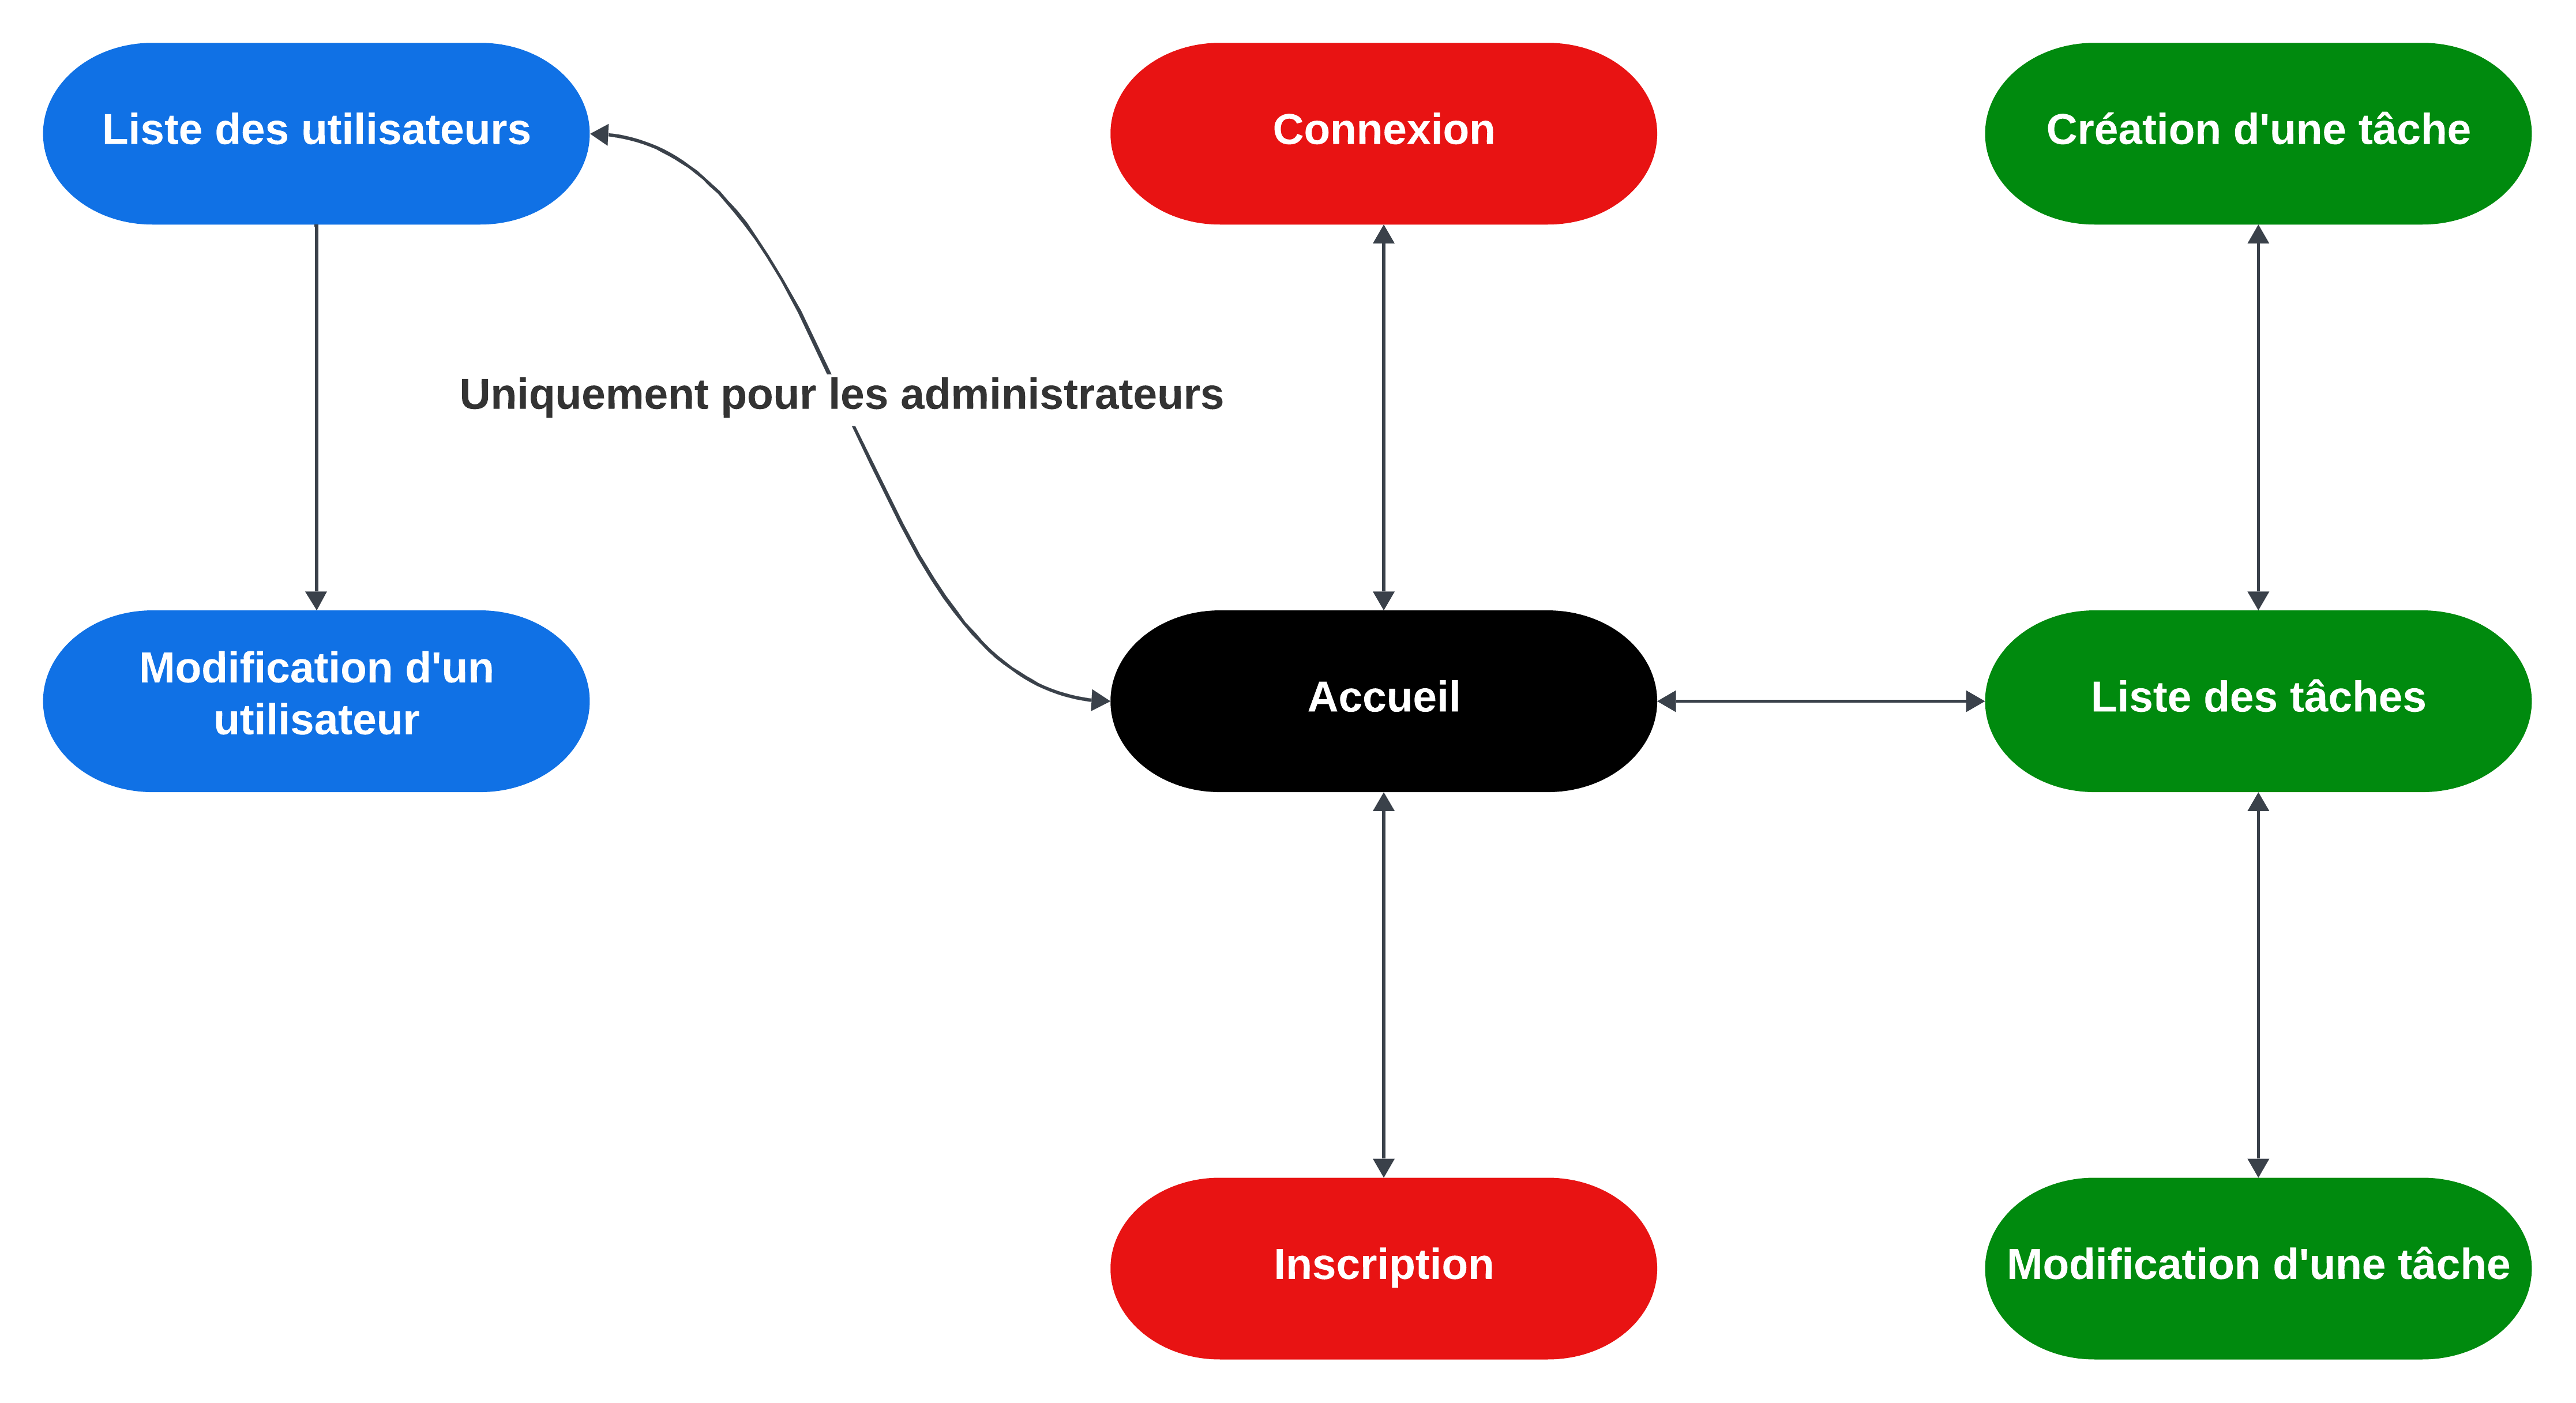 Liste des utilisateurs
Connexion
Création d'une tâche
Uniquement pour les administrateurs
Modification d'un
utilisateur
Accueil
Liste des tâches
Inscription
Modification d'une tâche